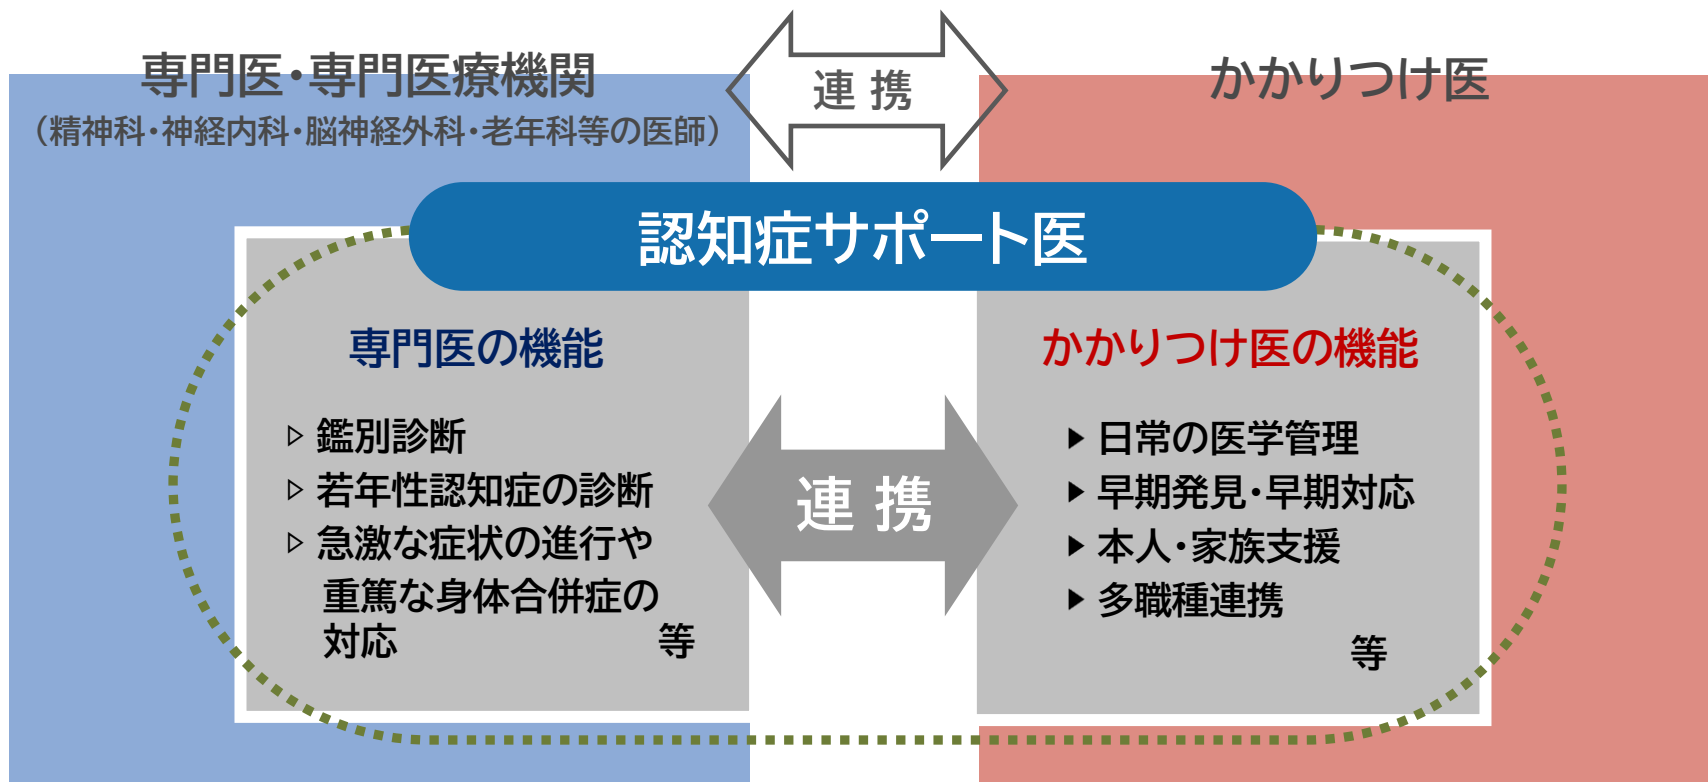 専門医・専門医療機関
（精神科・神経内科・脳神経外科・老年科等の医師）
連 携
かかりつけ医
認知症サポート医
専門医の機能
▷ 鑑別診断
▷ 若年性認知症の診断
▷ 急激な症状の進行や
重篤な身体合併症の
対応 等
連 携
かかりつけ医の機能
▶ 日常の医学管理
▶ 早期発見・早期対応
▶ 本人・家族支援
▶ 多職種連携
等